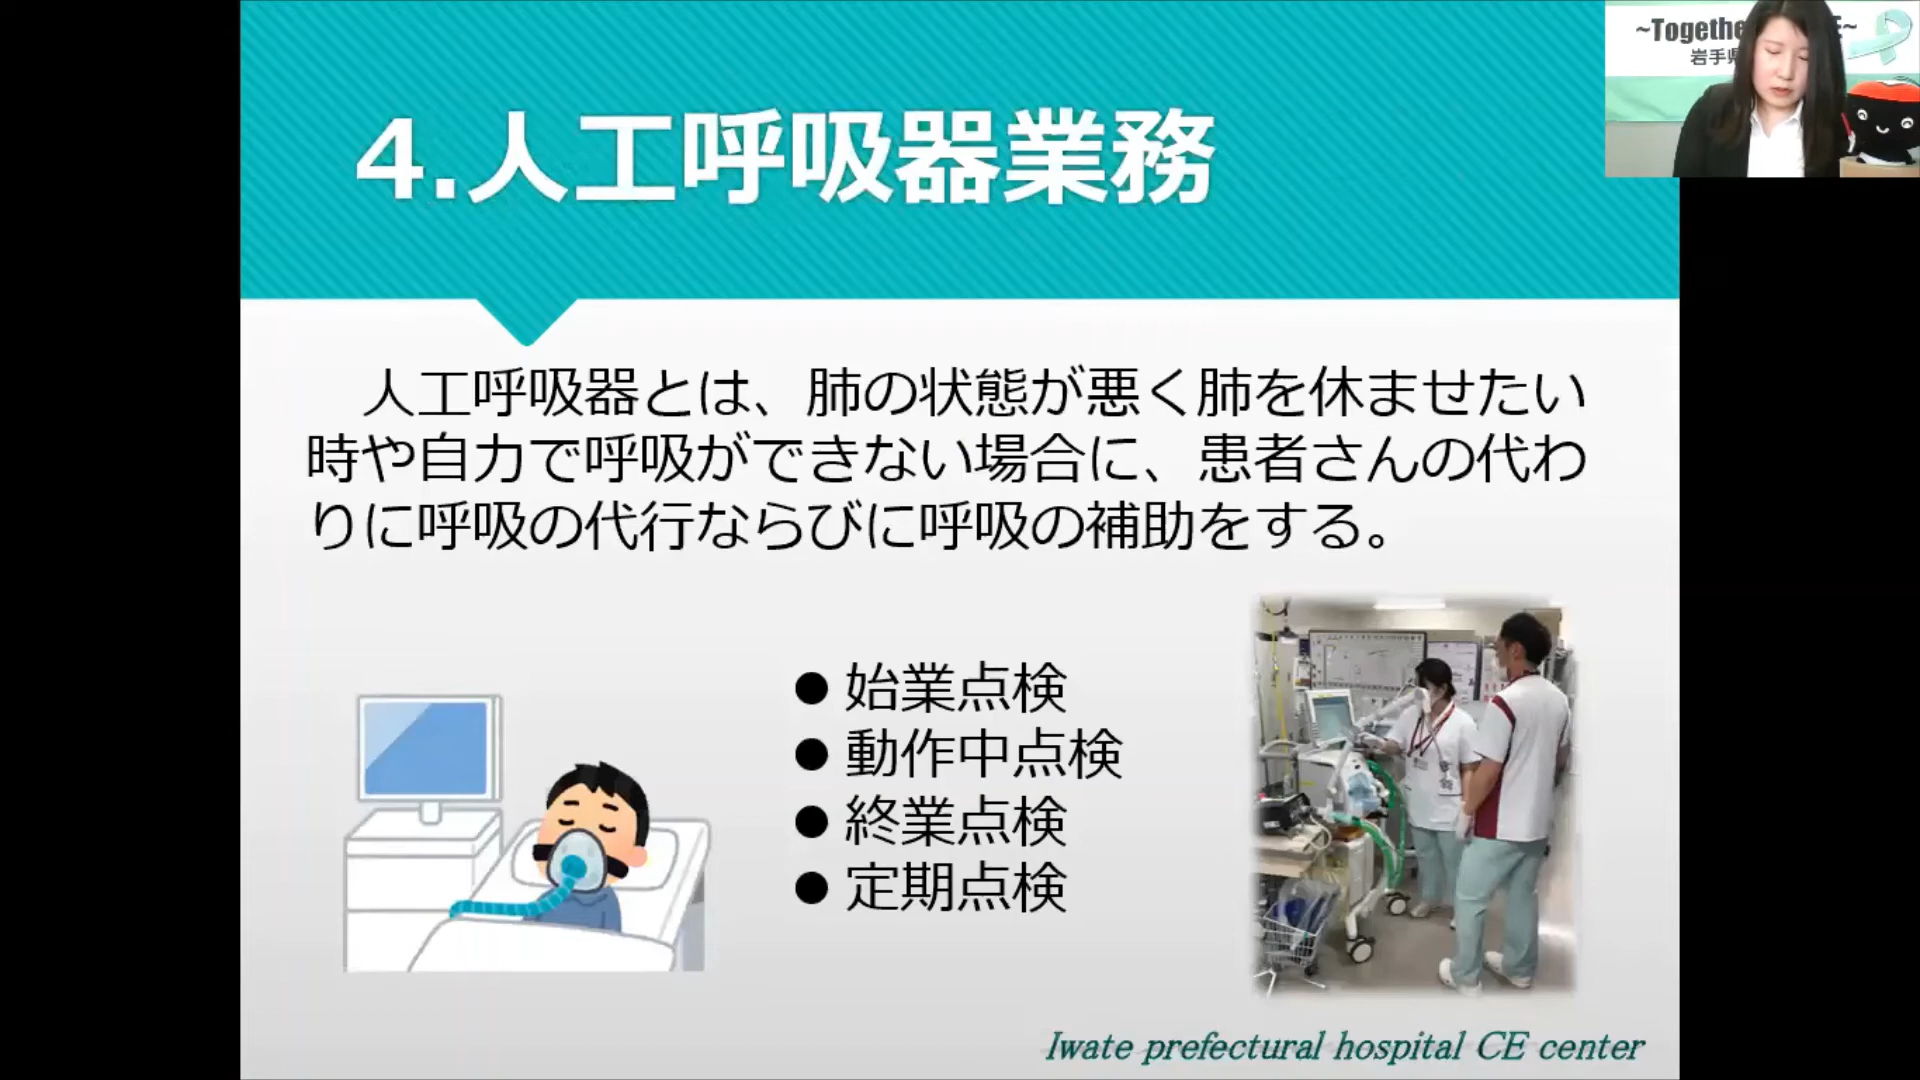 4.人工呼吸器業務
人工呼吸器とは、肺の状態が悪く肺を休ませたい
時や自力で呼吸ができない場合に、患者さんの代わ
りに呼吸の代行ならびに呼吸の補助をする。
● 始業点検
● 動作中点検
● 終業点検
● 定期点検
Iwate prefectural hospital CE center
岩手